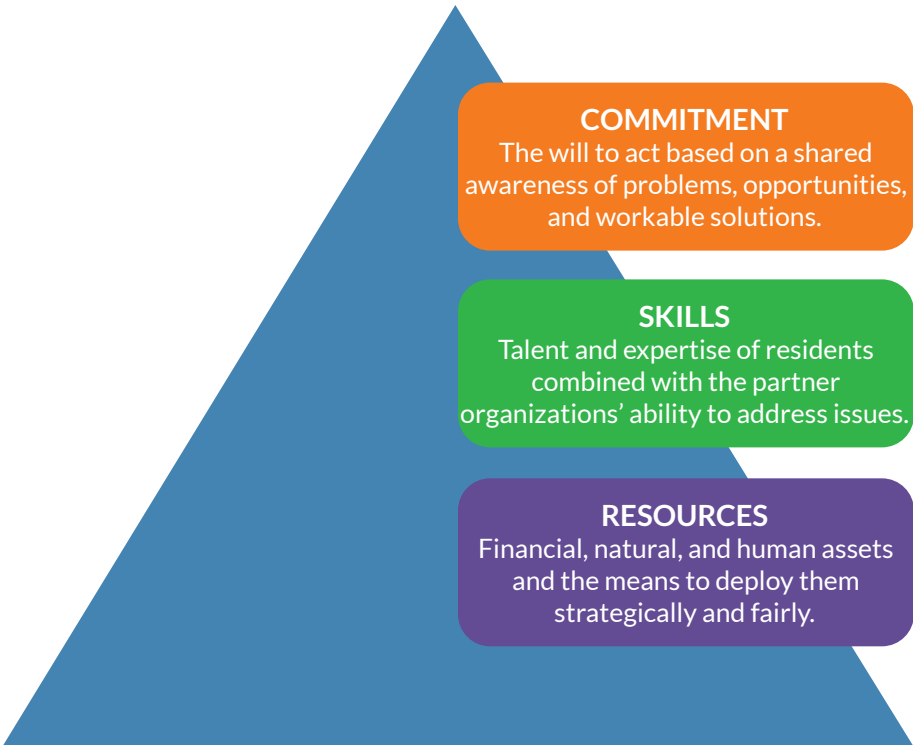 COMMITMENT
The will to act based on a shared
awareness of problems, opportunities,
and workable solutions.
SKILLS
Talent and expertise of residents
combined with the partner
organizations’ ability to address issues.
RESOURCES
Financial, natural, and human assets
and the means to deploy them
strategically and fairly.